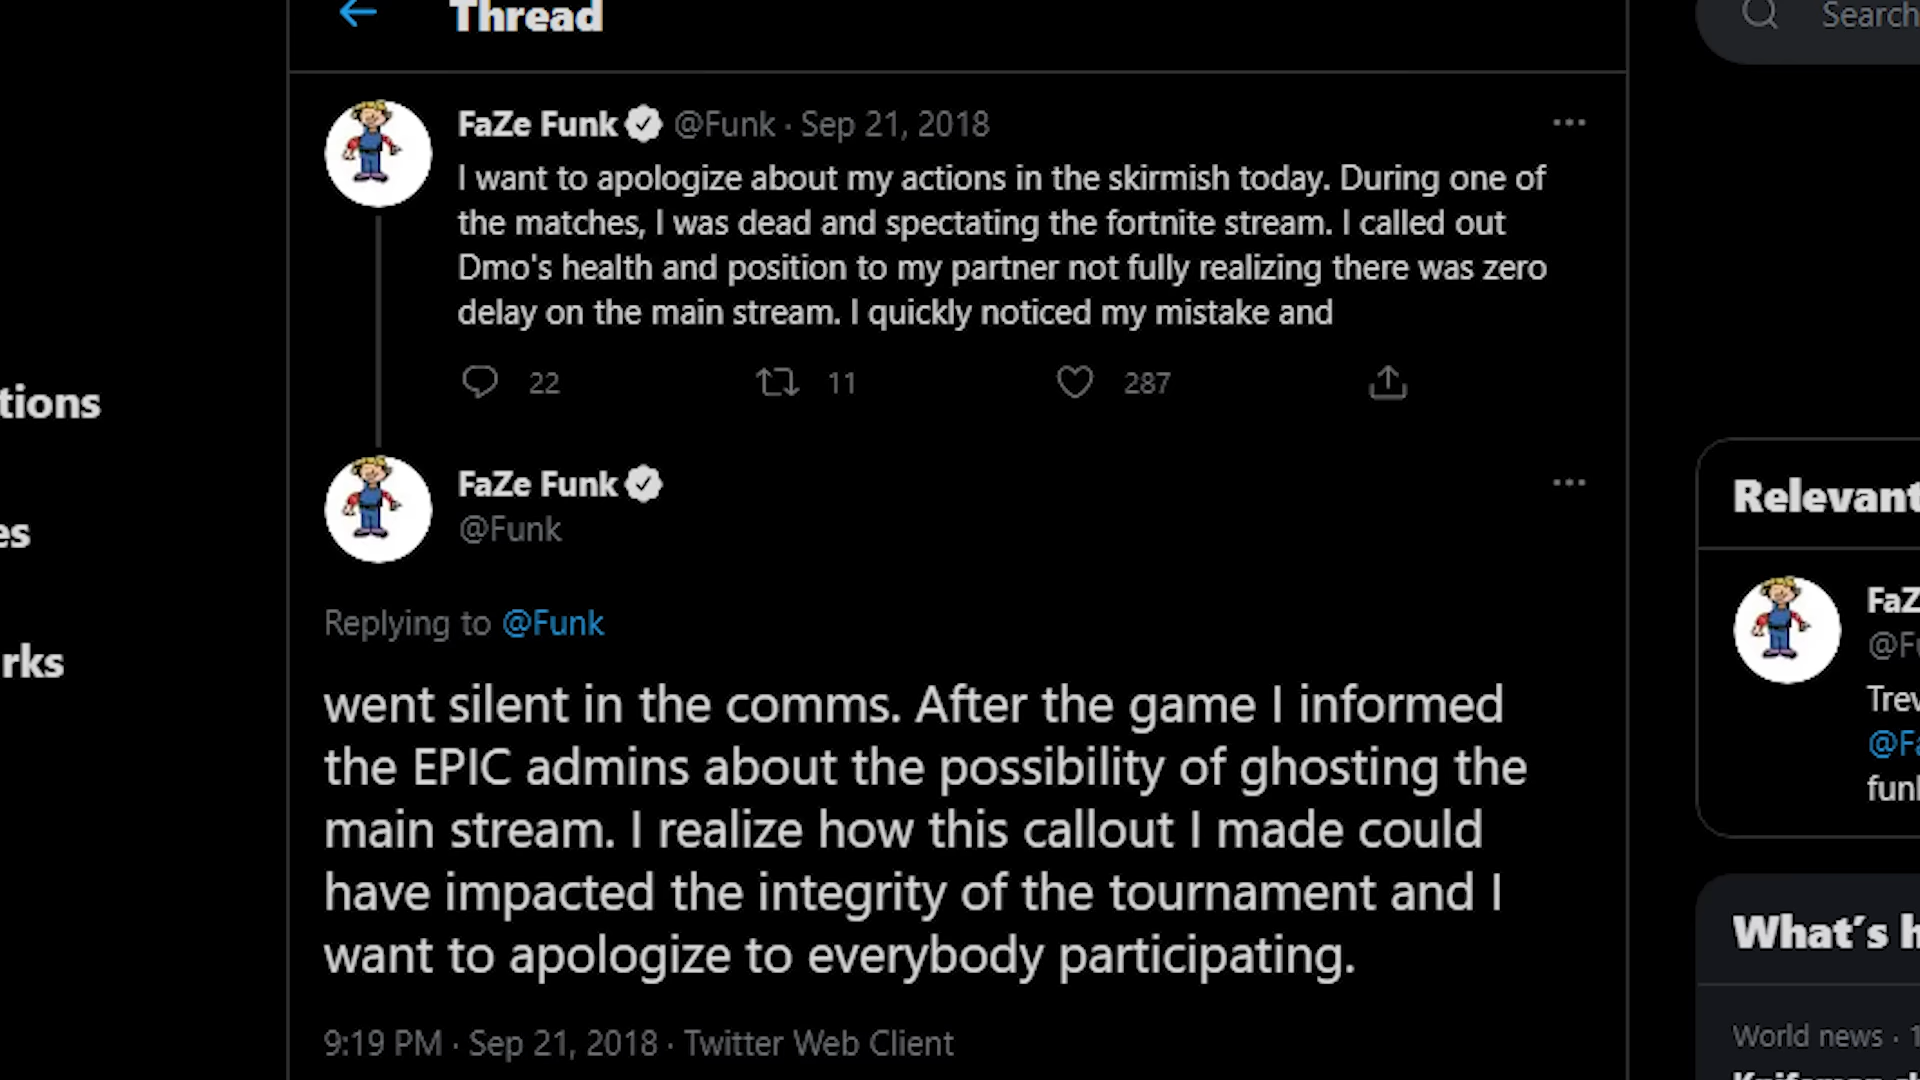 Thread
Search
FaZe Funk @Funk · Sep 21, 2018
I want to apologize about my actions in the skirmish today. During one of
the matches, I was dead and spectating the fortnite stream. I called out
Dmo's health and position to my partner not fully realizing there was zero
delay on the main stream. I quickly noticed my mistake and
22 11 287
tions
es
rks
FaZe Funk
@Funk
Replying to @Funk
went silent in the comms. After the game I informed
the EPIC admins about the possibility of ghosting the
main stream. I realize how this callout I made could
have impacted the integrity of the tournament and I
want to apologize to everybody participating.
9:19 PM · Sep 21, 2018 · Twitter Web Client
Relevant
FaZ
@Fu
Trev
@Fa
funk
What's h
World news · 1